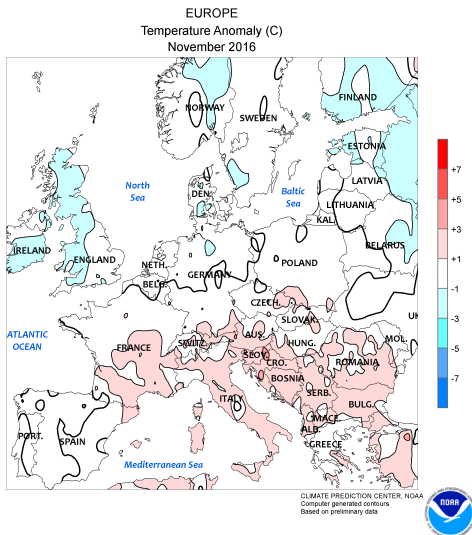 EUROPE
Temperature Anomaly (C)
November 2016
NORWAY
SWEDEN
FINLAND
ESTONIA
LATVIA
LITHUANIA
KAL.
BELARUS
North
Sea
Baltic
Sea
DEN.
IRELAND
ENGLAND
NETH.
BELG.
GERMANY
POLAND
CZECH.
SLOVAK.
UK
ATLANTIC
OCEAN
FRANCE
SWITZ.
AUS.
HUNG.
MOL.
SLOV.
CRO.
ROMANIA
BOSNIA
SERB.
ITALY
BULG.
MACE.
ALB.
GREECE
PORT.
SPAIN
Mediterranean Sea
+7
+5
+3
+1
-1
-3
-5
-7
CLIMATE PREDICTION CENTER, NOAA
Computer generated contours
Based on preliminary data
NOAA